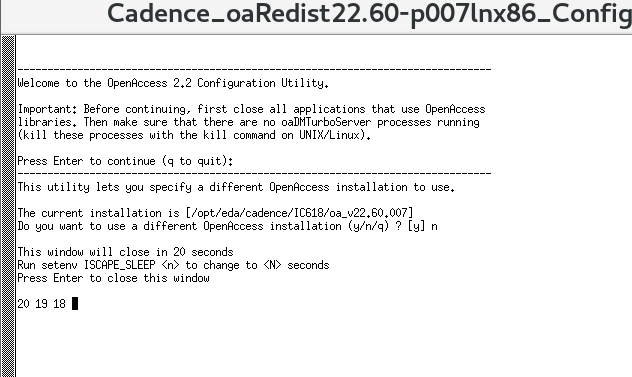 Cadence_oaRedist22.60-p007lnx86_Config
--------------------------------------------------------------------------
Welcome to the OpenAccess 2.2 Configuration Utility.
Important: Before continuing, first close all applications that use OpenAccess
libraries. Then make sure that there are no oaDMTurboServer processes running
(kill these processes with the kill command on UNIX/Linux).
Press Enter to continue (q to quit):
--------------------------------------------------------------------------
This utility lets you specify a different OpenAccess installation to use.
The current installation is [/opt/eda/cadence/IC618/oa_v22.60.007]
Do you want to use a different OpenAccess installation (y/n/q) ? [y] n
This window will close in 20 seconds
Run setenv ISCAPE_SLEEP <n> to change to <N> seconds
Press Enter to close this window
20 19 18